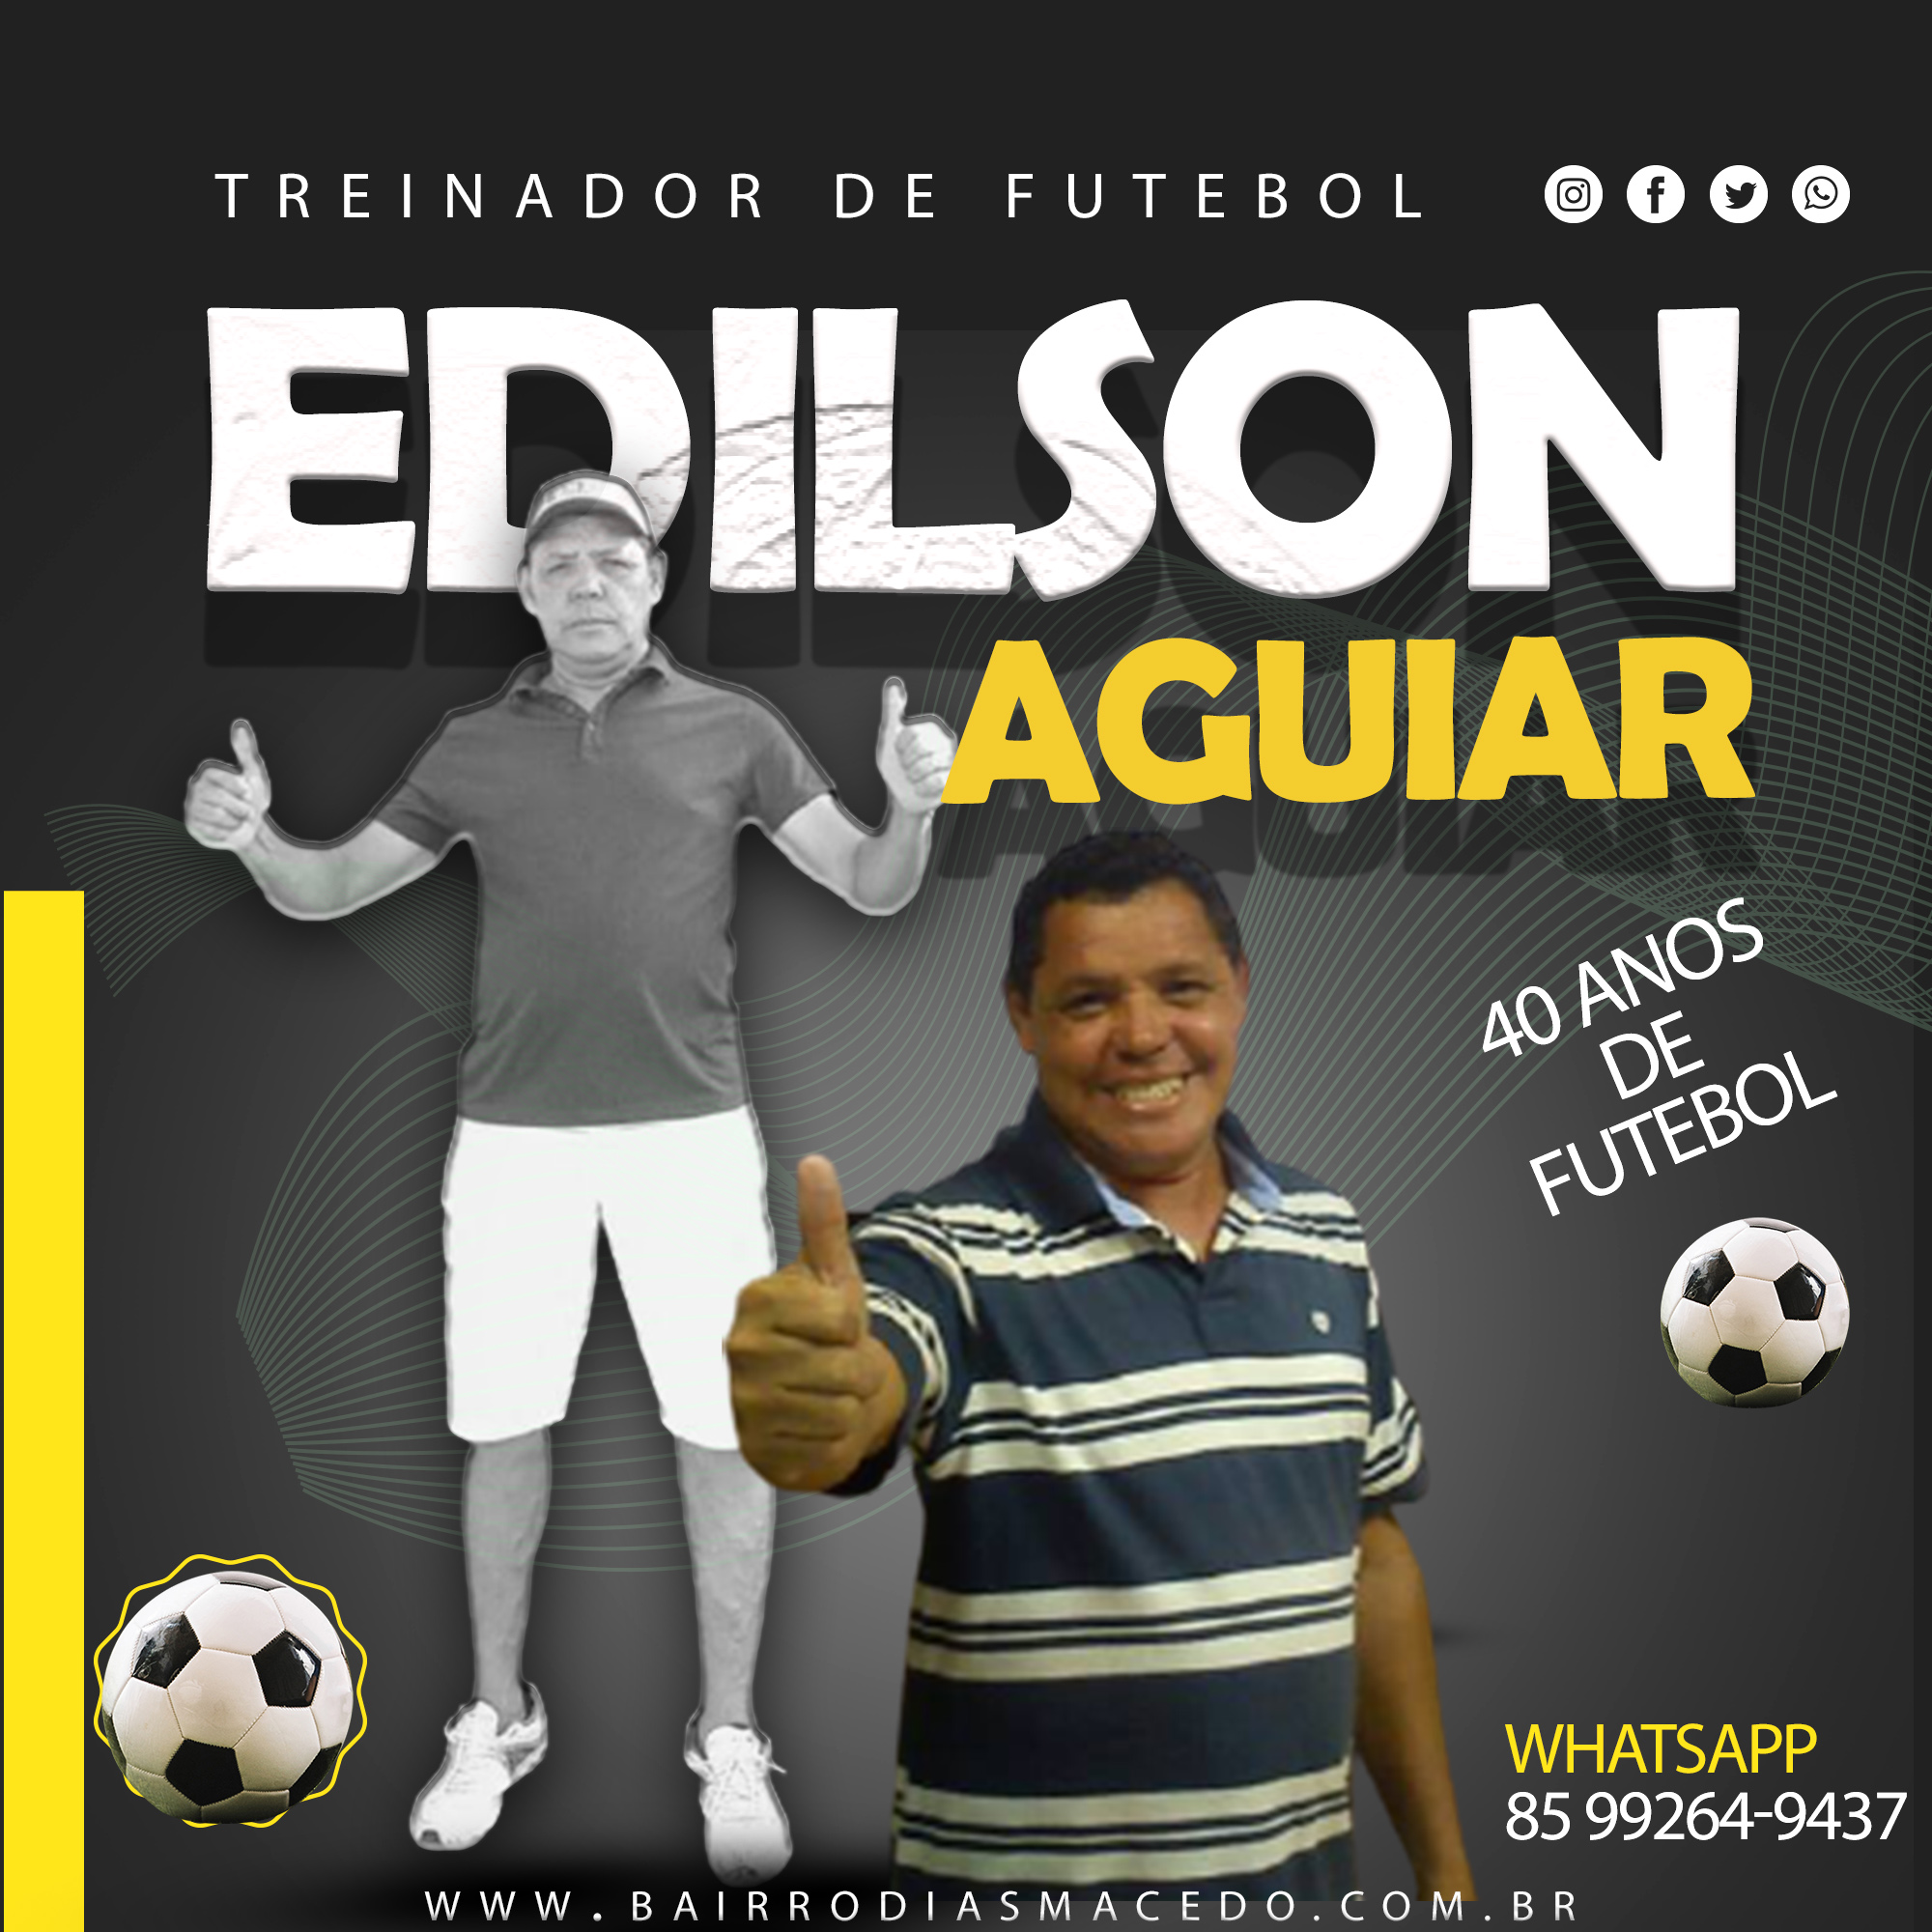 TREINADOR DE FUTEBOL
EDILSON
AGUIAR
40 ANOS
DE
FUTEBOL
WHATSAPP
85 99264-9437
WWW.BAIRRODIASMACEDO.COM.BR